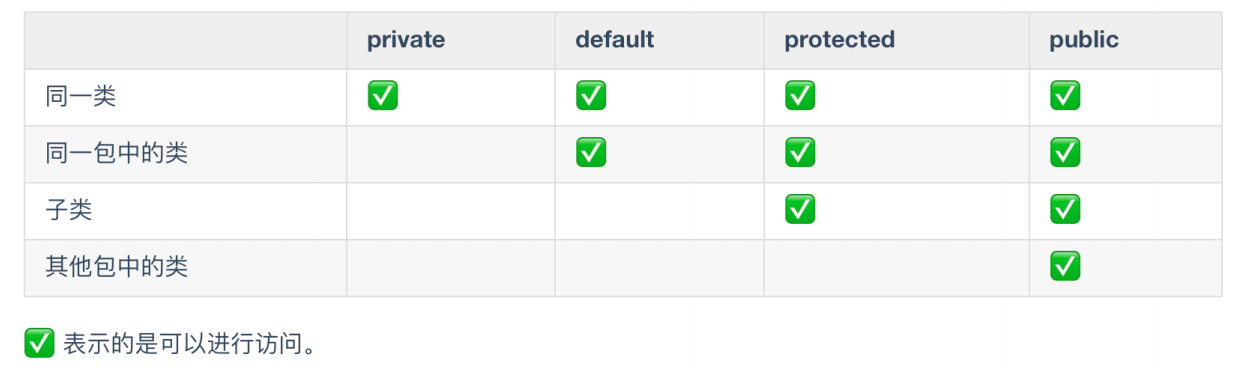 private default protected public
同一类 ✅ ✅ ✅ ✅
同一包中的类 ✅ ✅ ✅
子类 ✅ ✅
其他包中的类 ✅
✅ 表示的是可以进行访问。